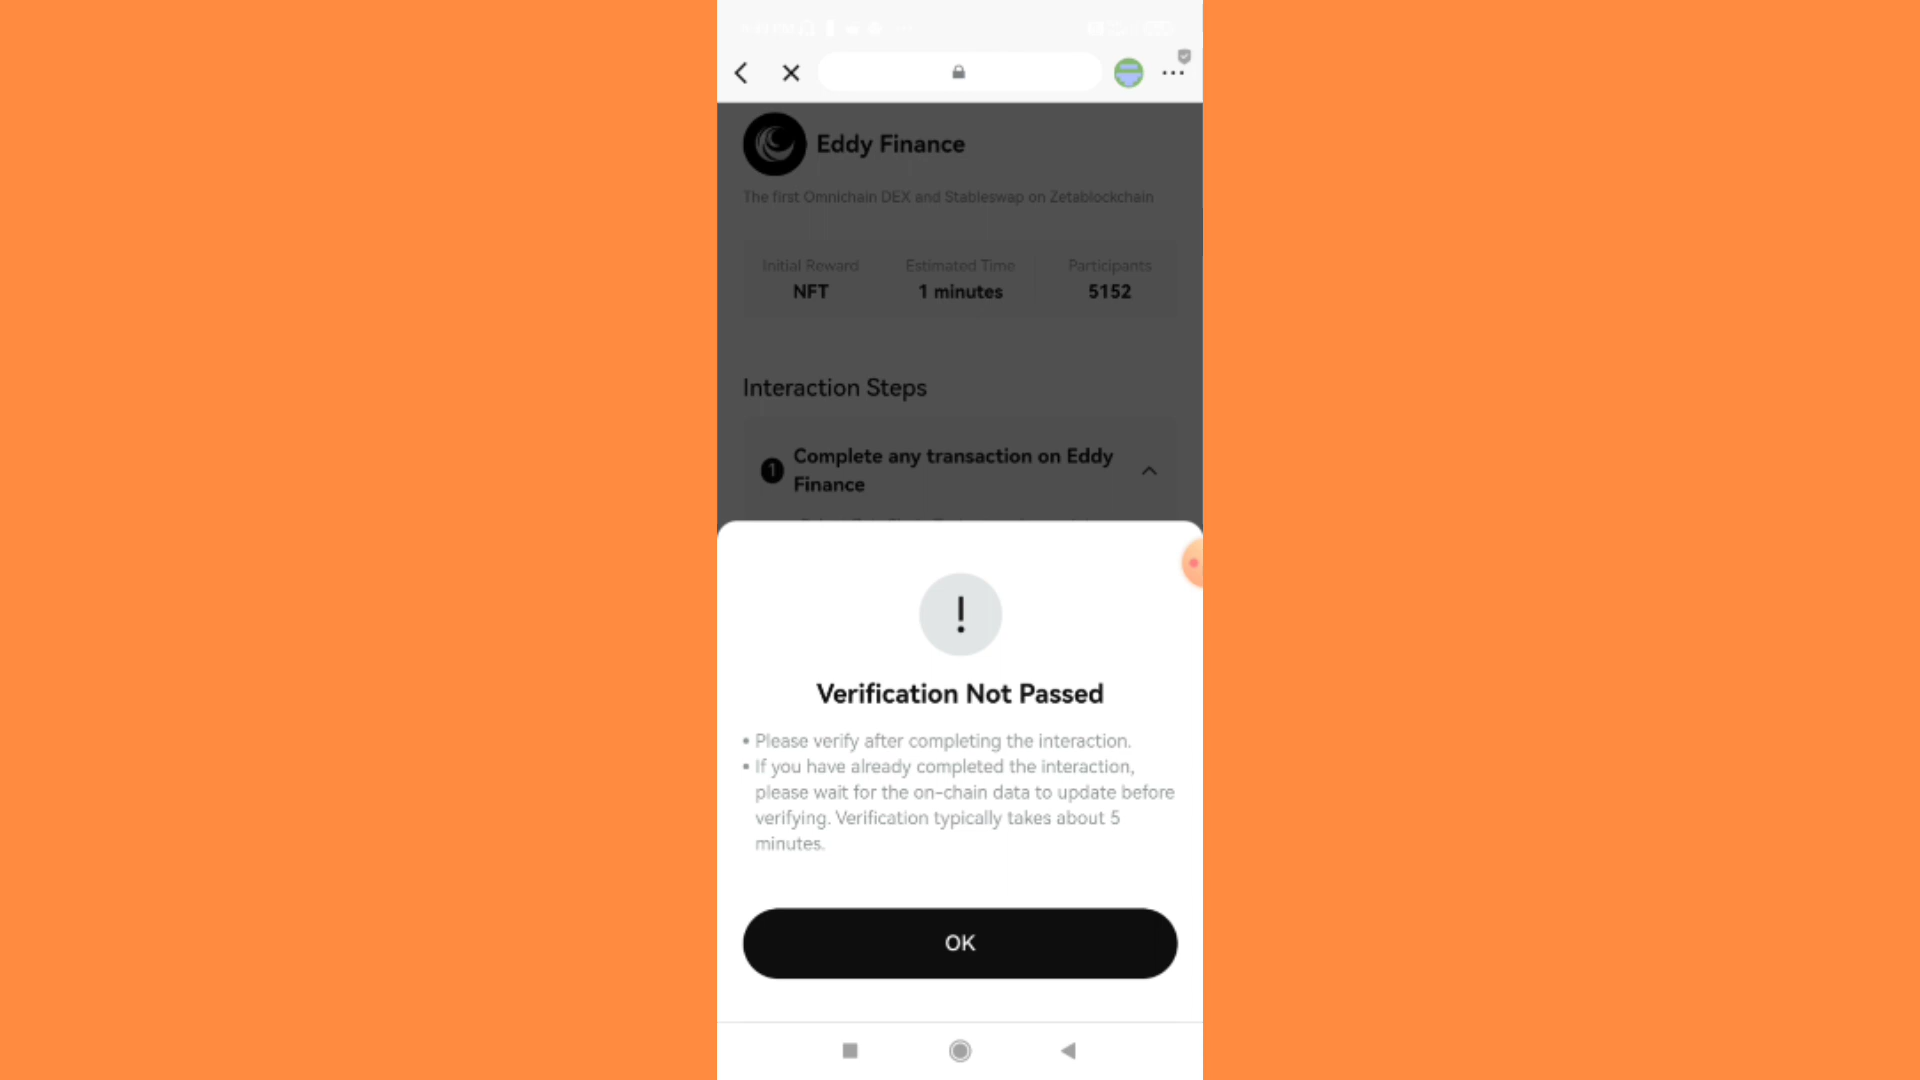 Eddy Finance
The first Omnichain DEX and Stableswap on Zetablockchain
Initial Reward Estimated Time Participants
NFT 1 minutes 5152
Interaction Steps
1 Complete any transaction on Eddy
Finance
!
Verification Not Passed
• Please verify after completing the interaction.
• If you have already completed the interaction,
please wait for the on-chain data to update before
verifying. Verification typically takes about 5
minutes.
OK